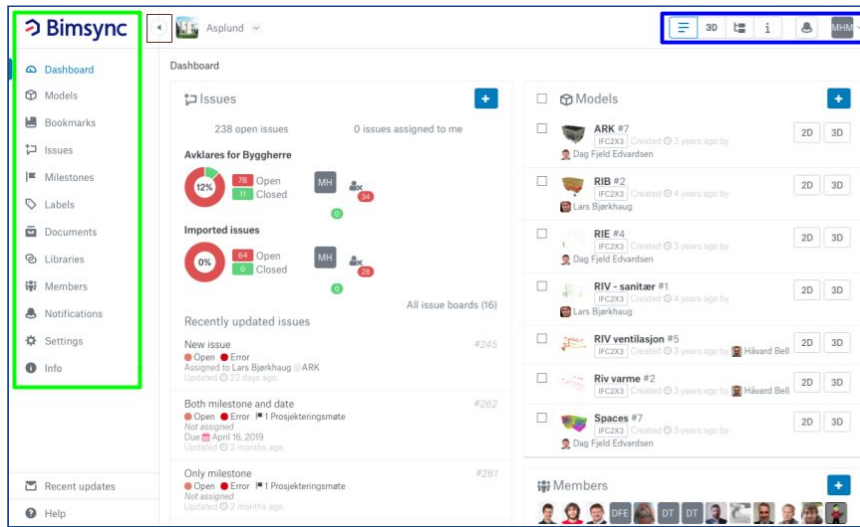 Bimsync
Asplund
3D
i
MHM
Dashboard
Models
Bookmarks
Issues
Milestones
Labels
Documents
Libraries
Members
Notifications
Settings
Info
Recent updates
Help
Dashboard
Issues
+
238 open issues 0 issues assigned to me
Avklares for Byggherre
12%
78 Open
11 Closed
MH
34
0
Imported issues
0%
64 Open
0 Closed
MH
28
0
All issue boards (16)
Recently updated issues
New issue #245
Open Error
Assigned to Lars Bjørkhaug @ARK
Updated 22 days ago.
Both milestone and date #262
Open Error 1 Prosjekteringsmøte
Not assigned
Due April 16, 2019
Updated 2 months ago.
Only milestone #261
Open Error 1 Prosjekteringsmøte
Not assigned
Updated 2 months ago.
Models
+
ARK #7 2D 3D
IFC2X3 Created 3 years ago by
Dag Fjeld Edvardsen
RIB #2 2D 3D
IFC2X3 Created 4 years ago by
Lars Bjørkhaug
RIE #4 2D 3D
IFC2X3 Created 3 years ago by
Dag Fjeld Edvardsen
RIV - sanitær #1 2D 3D
IFC2X3 Created 4 years ago by
Lars Bjørkhaug
RIV ventilasjon #5 2D 3D
IFC2X3 Created 3 years ago by Håvard Bell
Riv varme #2 2D 3D
IFC2X3 Created 3 years ago by Håvard Bell
Spaces #7 2D 3D
IFC2X3 Created 3 years ago by
Dag Fjeld Edvardsen
Members
+
DFE DT DT